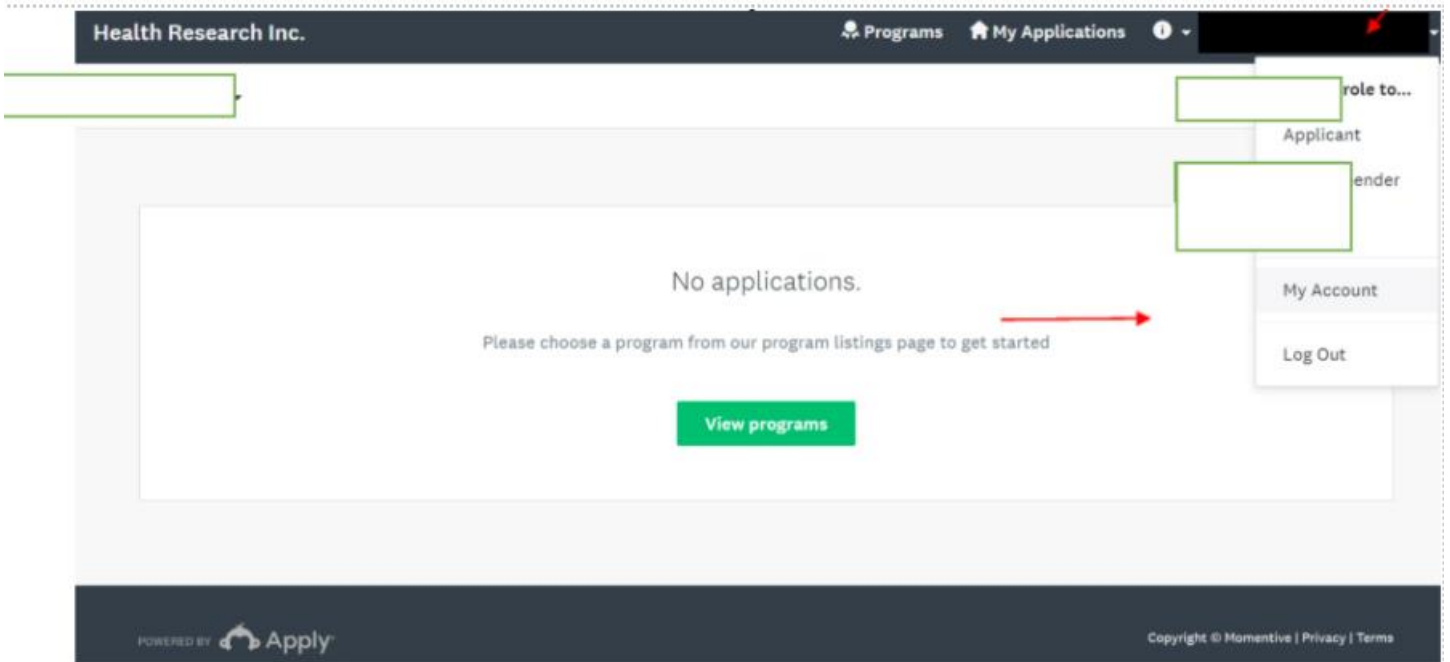 Health Research Inc.
Programs
My Applications
role to...
Applicant
ender
No applications.
My Account
Please choose a program from our program listings page to get started
Log Out
View programs
POWERED BY Apply
Copyright © Momentive | Privacy | Terms